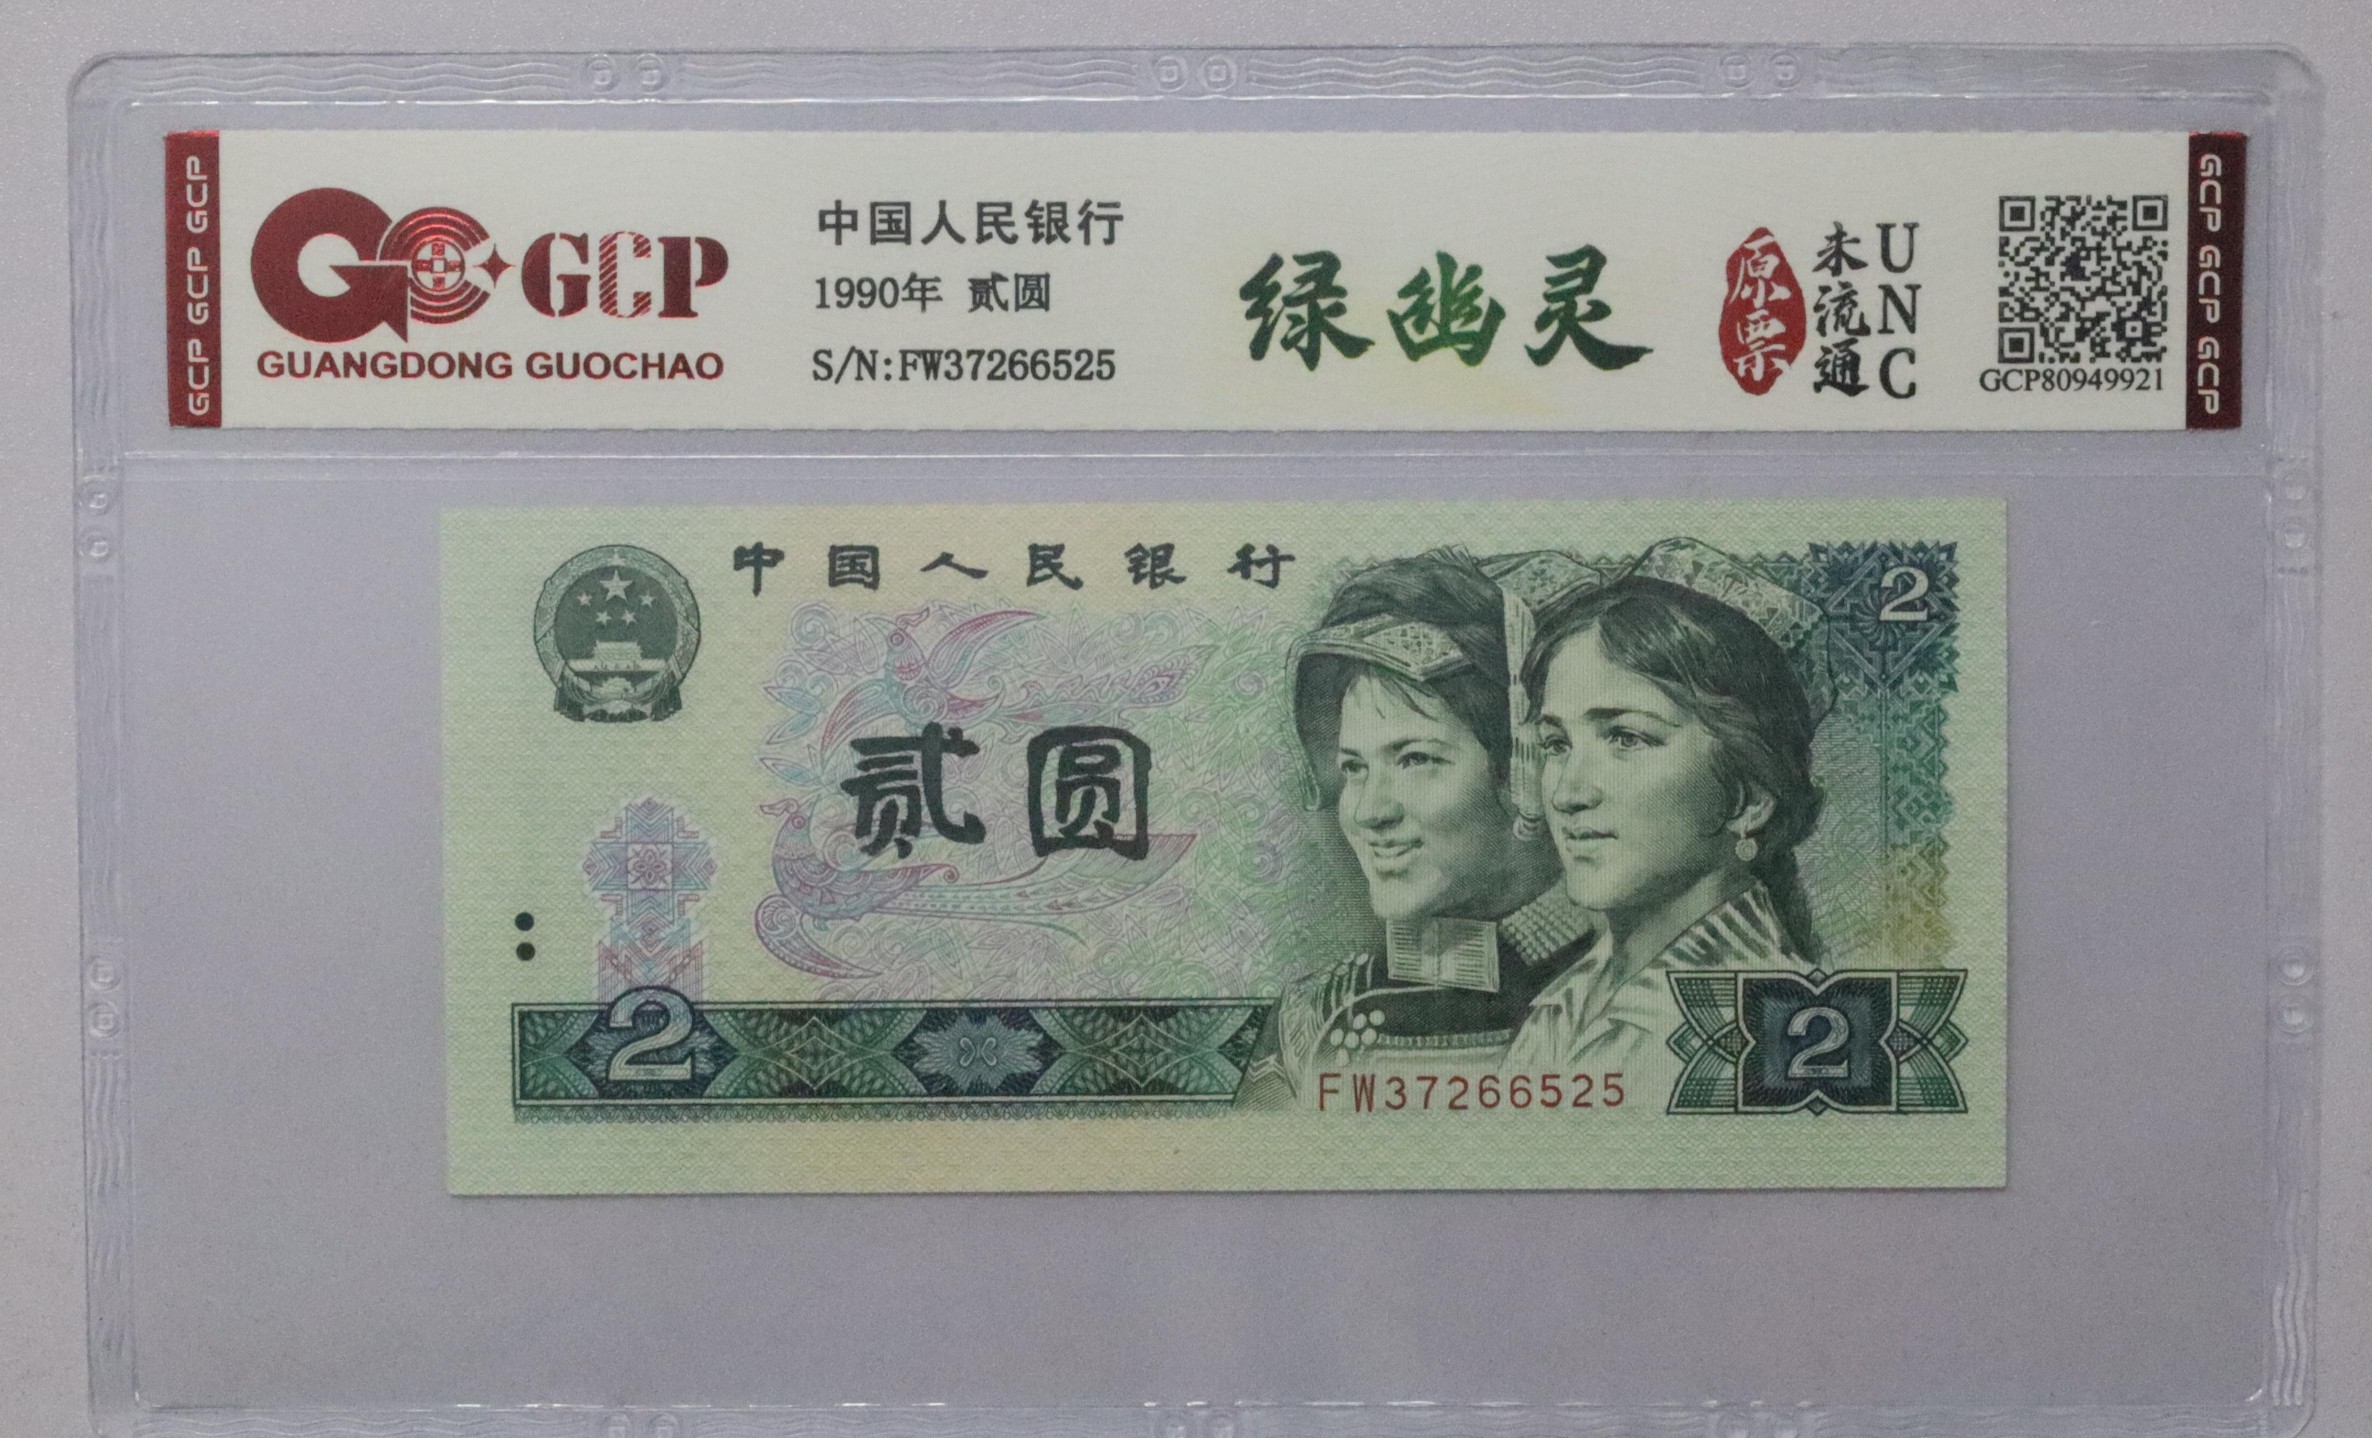 GCP GCP GCP
GCP
GUANGDONG GUOCHAO
中国人民银行
1990年 贰圆
S/N:FW37266525
绿幽灵
原票
未流通
UNC
GCP80949921
GCP GCP GCP
中国人民银行
2
贰圆
2
FW37266525
2